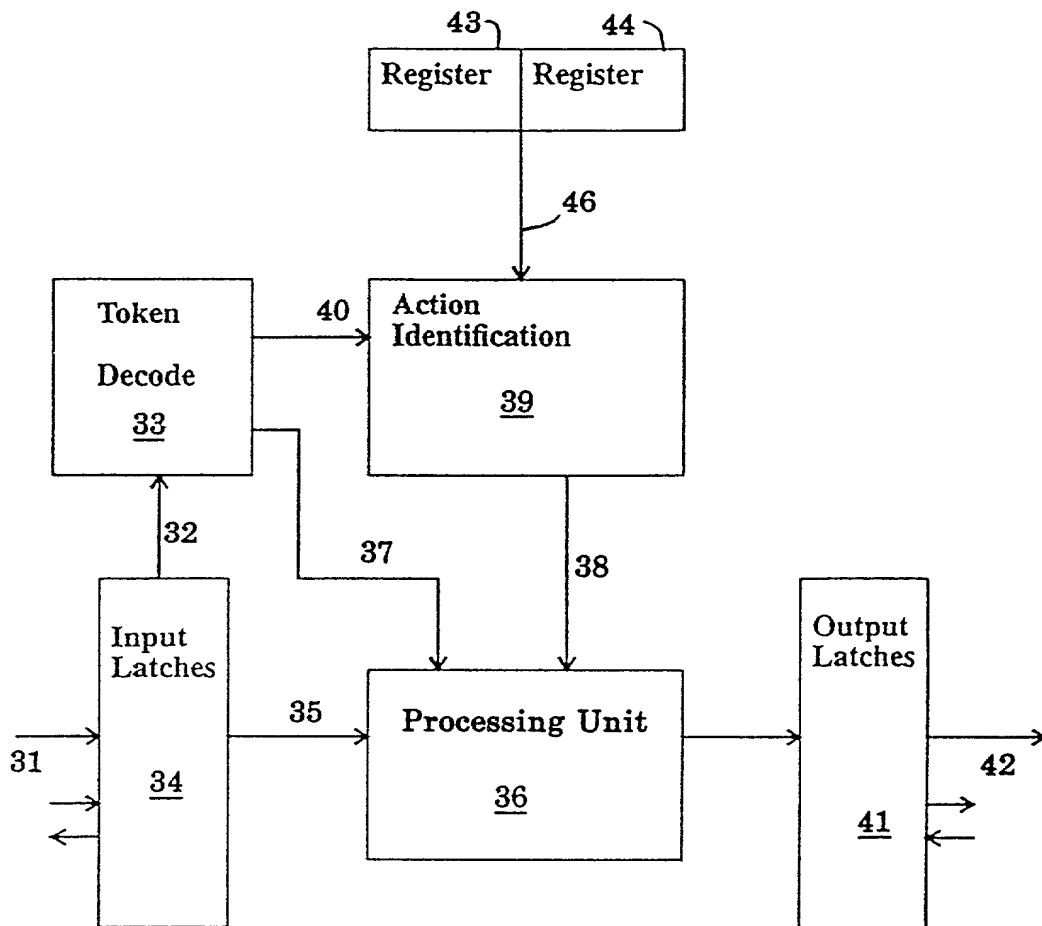 43
44
Register
Register
46
Token
Decode
33
40
Action
Identification
39
32
37
38
Input
Latches
34
31
35
Processing Unit
36
Output
Latches
41
42